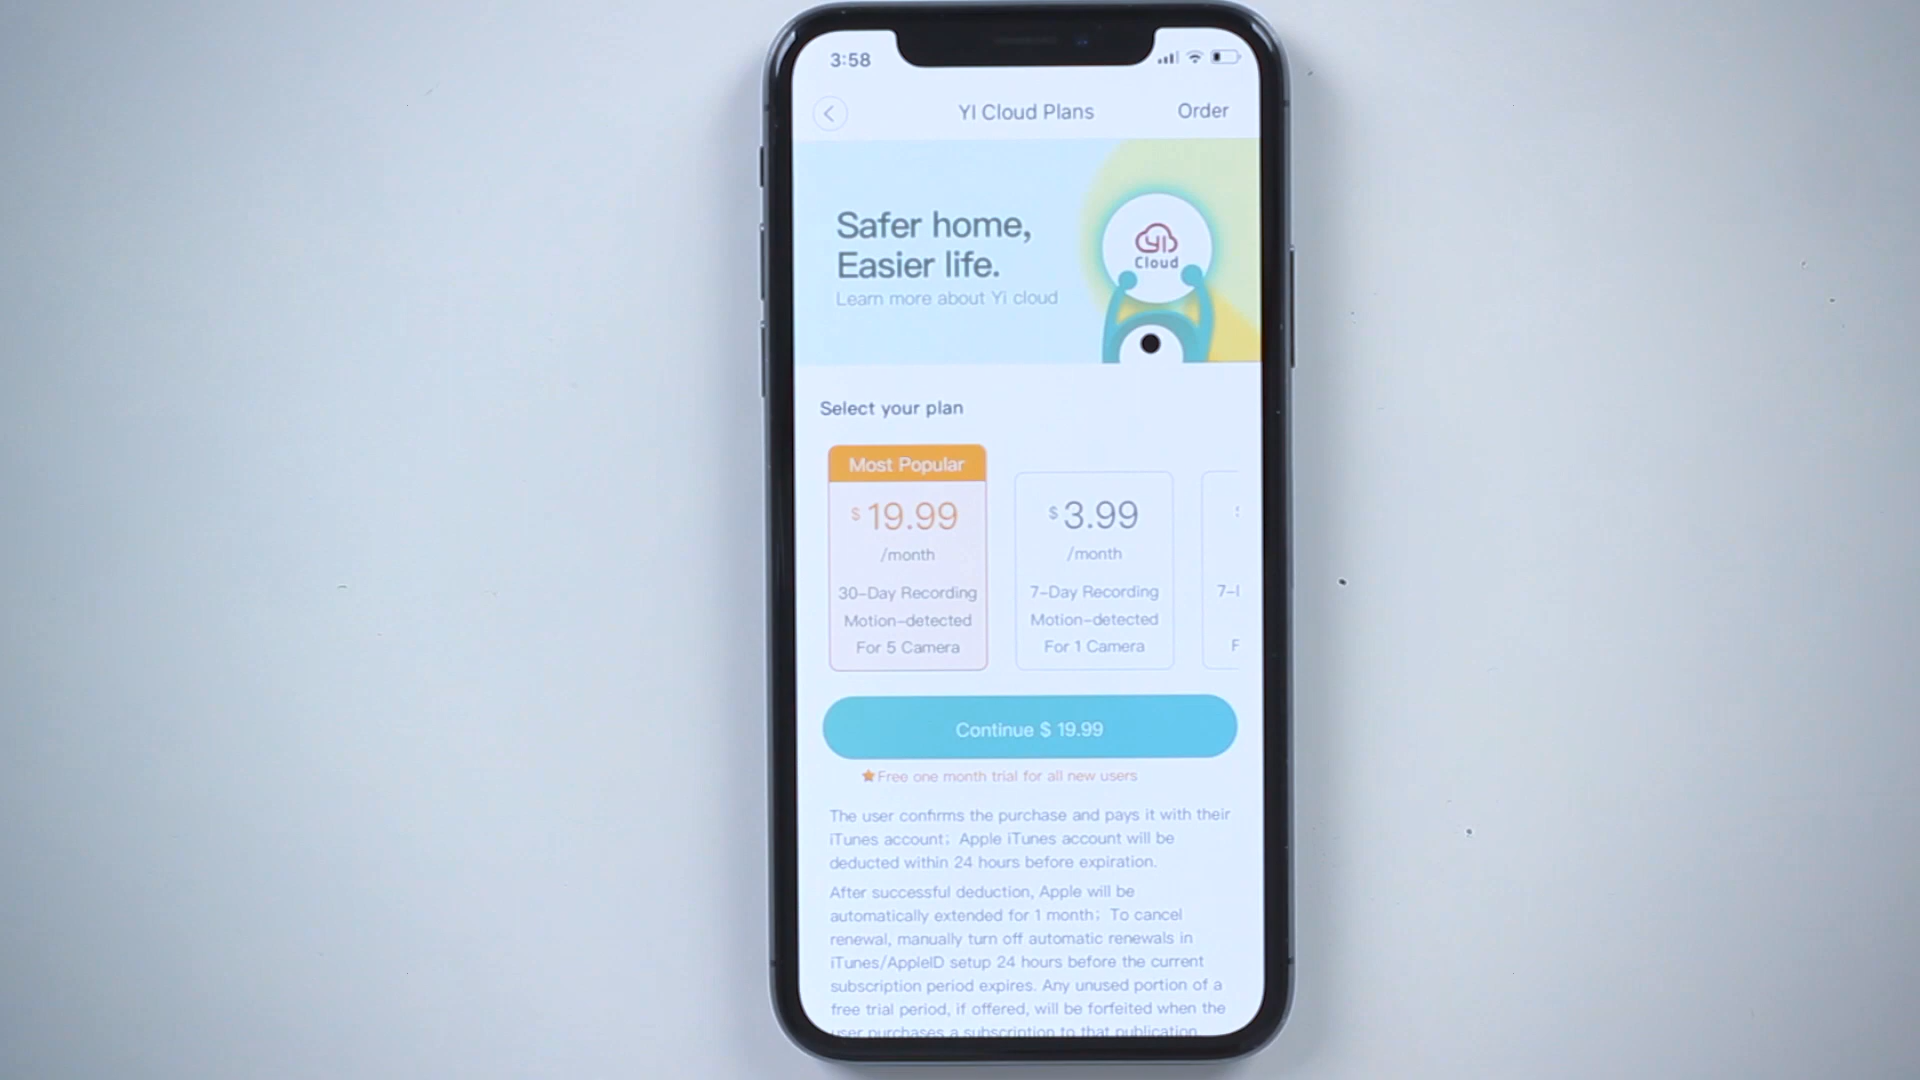 3:58
YI Cloud Plans
Order
Safer home,
Easier life.
Learn more about Yi cloud
YI
Cloud
Select your plan
Most Popular
$19.99
/month
30-Day Recording
Motion-detected
For 5 Camera
$3.99
/month
7-Day Recording
Motion-detected
For 1 Camera
Continue $ 19.99
Free one month trial for all new users
The user confirms the purchase and pays it with their
iTunes account; Apple iTunes account will be
deducted within 24 hours before expiration.
After successful deduction, Apple will be
automatically extended for 1 month; To cancel
renewal, manually turn off automatic renewals in
iTunes/AppleID setup 24 hours before the current
subscription period expires. Any unused portion of a
free trial period, if offered, will be forfeited when the
user purchases a subscription to that publication